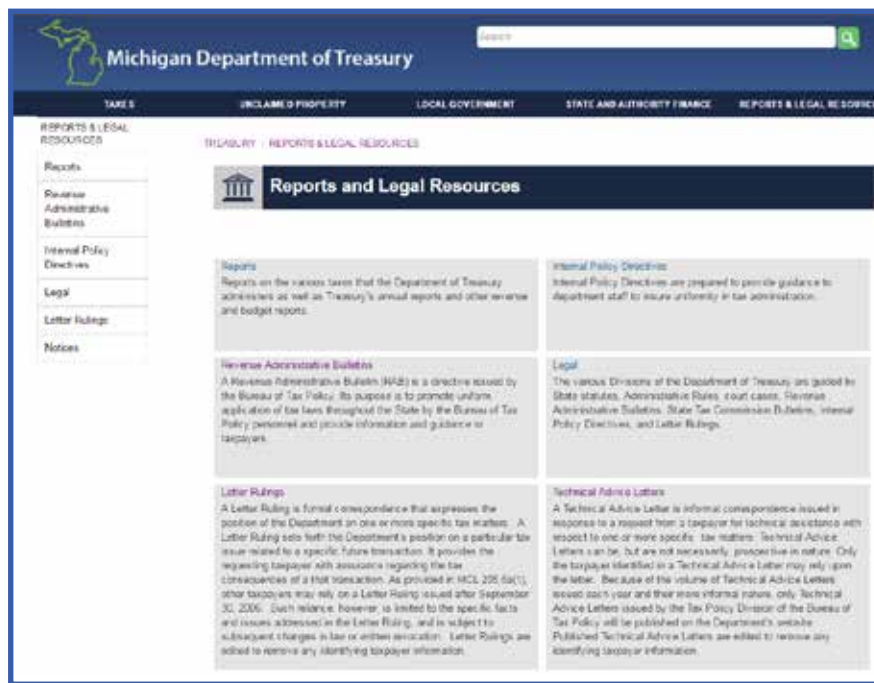 Michigan Department of Treasury
Search
TAXES
UNCLAIMED PROPERTY
LOCAL GOVERNMENT
STATE AND AUTHORITY FINANCE
REPORTS & LEGAL RESOURC
REPORTS & LEGAL
RESOURCES
Reports
Revenue
Administrative
Bulletins
Internal Policy
Directives
Legal
Letter Rulings
Notices
TREASURY / REPORTS & LEGAL RESOURCES
Reports and Legal Resources
Reports
Reports on the various taxes that the Department of Treasury
administers as well as Treasury's annual reports and other revenue
and budget reports.
Internal Policy Directives
Internal Policy Directives are prepared to provide guidance to
department staff to insure uniformity in tax administration.
Revenue Administrative Bulletins
A Revenue Administrative Bulletin (RAB) is a directive issued by
the Bureau of Tax Policy. Its purpose is to promote uniform
application of tax laws throughout the State by the Bureau of Tax
Policy personnel and provide information and guidance to
taxpayers.
Legal
The various Divisions of the Department of Treasury are guided by
State statutes, Administrative Rules, court cases, Revenue
Administrative Bulletins, State Tax Commission Bulletins, Internal
Policy Directives, and Letter Rulings.
Letter Rulings
A Letter Ruling is formal correspondence that expresses the
position of the Department on one or more specific tax matters. A
Letter Ruling sets forth the Department's position on a particular tax
issue related to a specific future transaction. It provides the
requesting taxpayer with assurance regarding the tax
consequences of a that transaction. As provided in MCL 205.6a(1),
other taxpayers may rely on a Letter Ruling issued after September
30, 2006. Such reliance, however, is limited to the specific facts
and issues addressed in the Letter Ruling, and is subject to
subsequent changes in law or written revocation. Letter Rulings are
edited to remove any identifying taxpayer information.
Technical Advice Letters
A Technical Advice Letter is informal correspondence issued in
response to a request from a taxpayer for technical assistance with
respect to one or more specific tax matters. Technical Advice
Letters can be, but are not necessarily, prospective in nature. Only
the taxpayer identified in a Technical Advice Letter may rely upon
the letter. Because of the volume of Technical Advice Letters
issued each year and their more informal nature, only Technical
Advice Letters issued by the Tax Policy Division of the Bureau of
Tax Policy will be published on the Department's website.
Published Technical Advice Letters are edited to remove any
identifying taxpayer information.